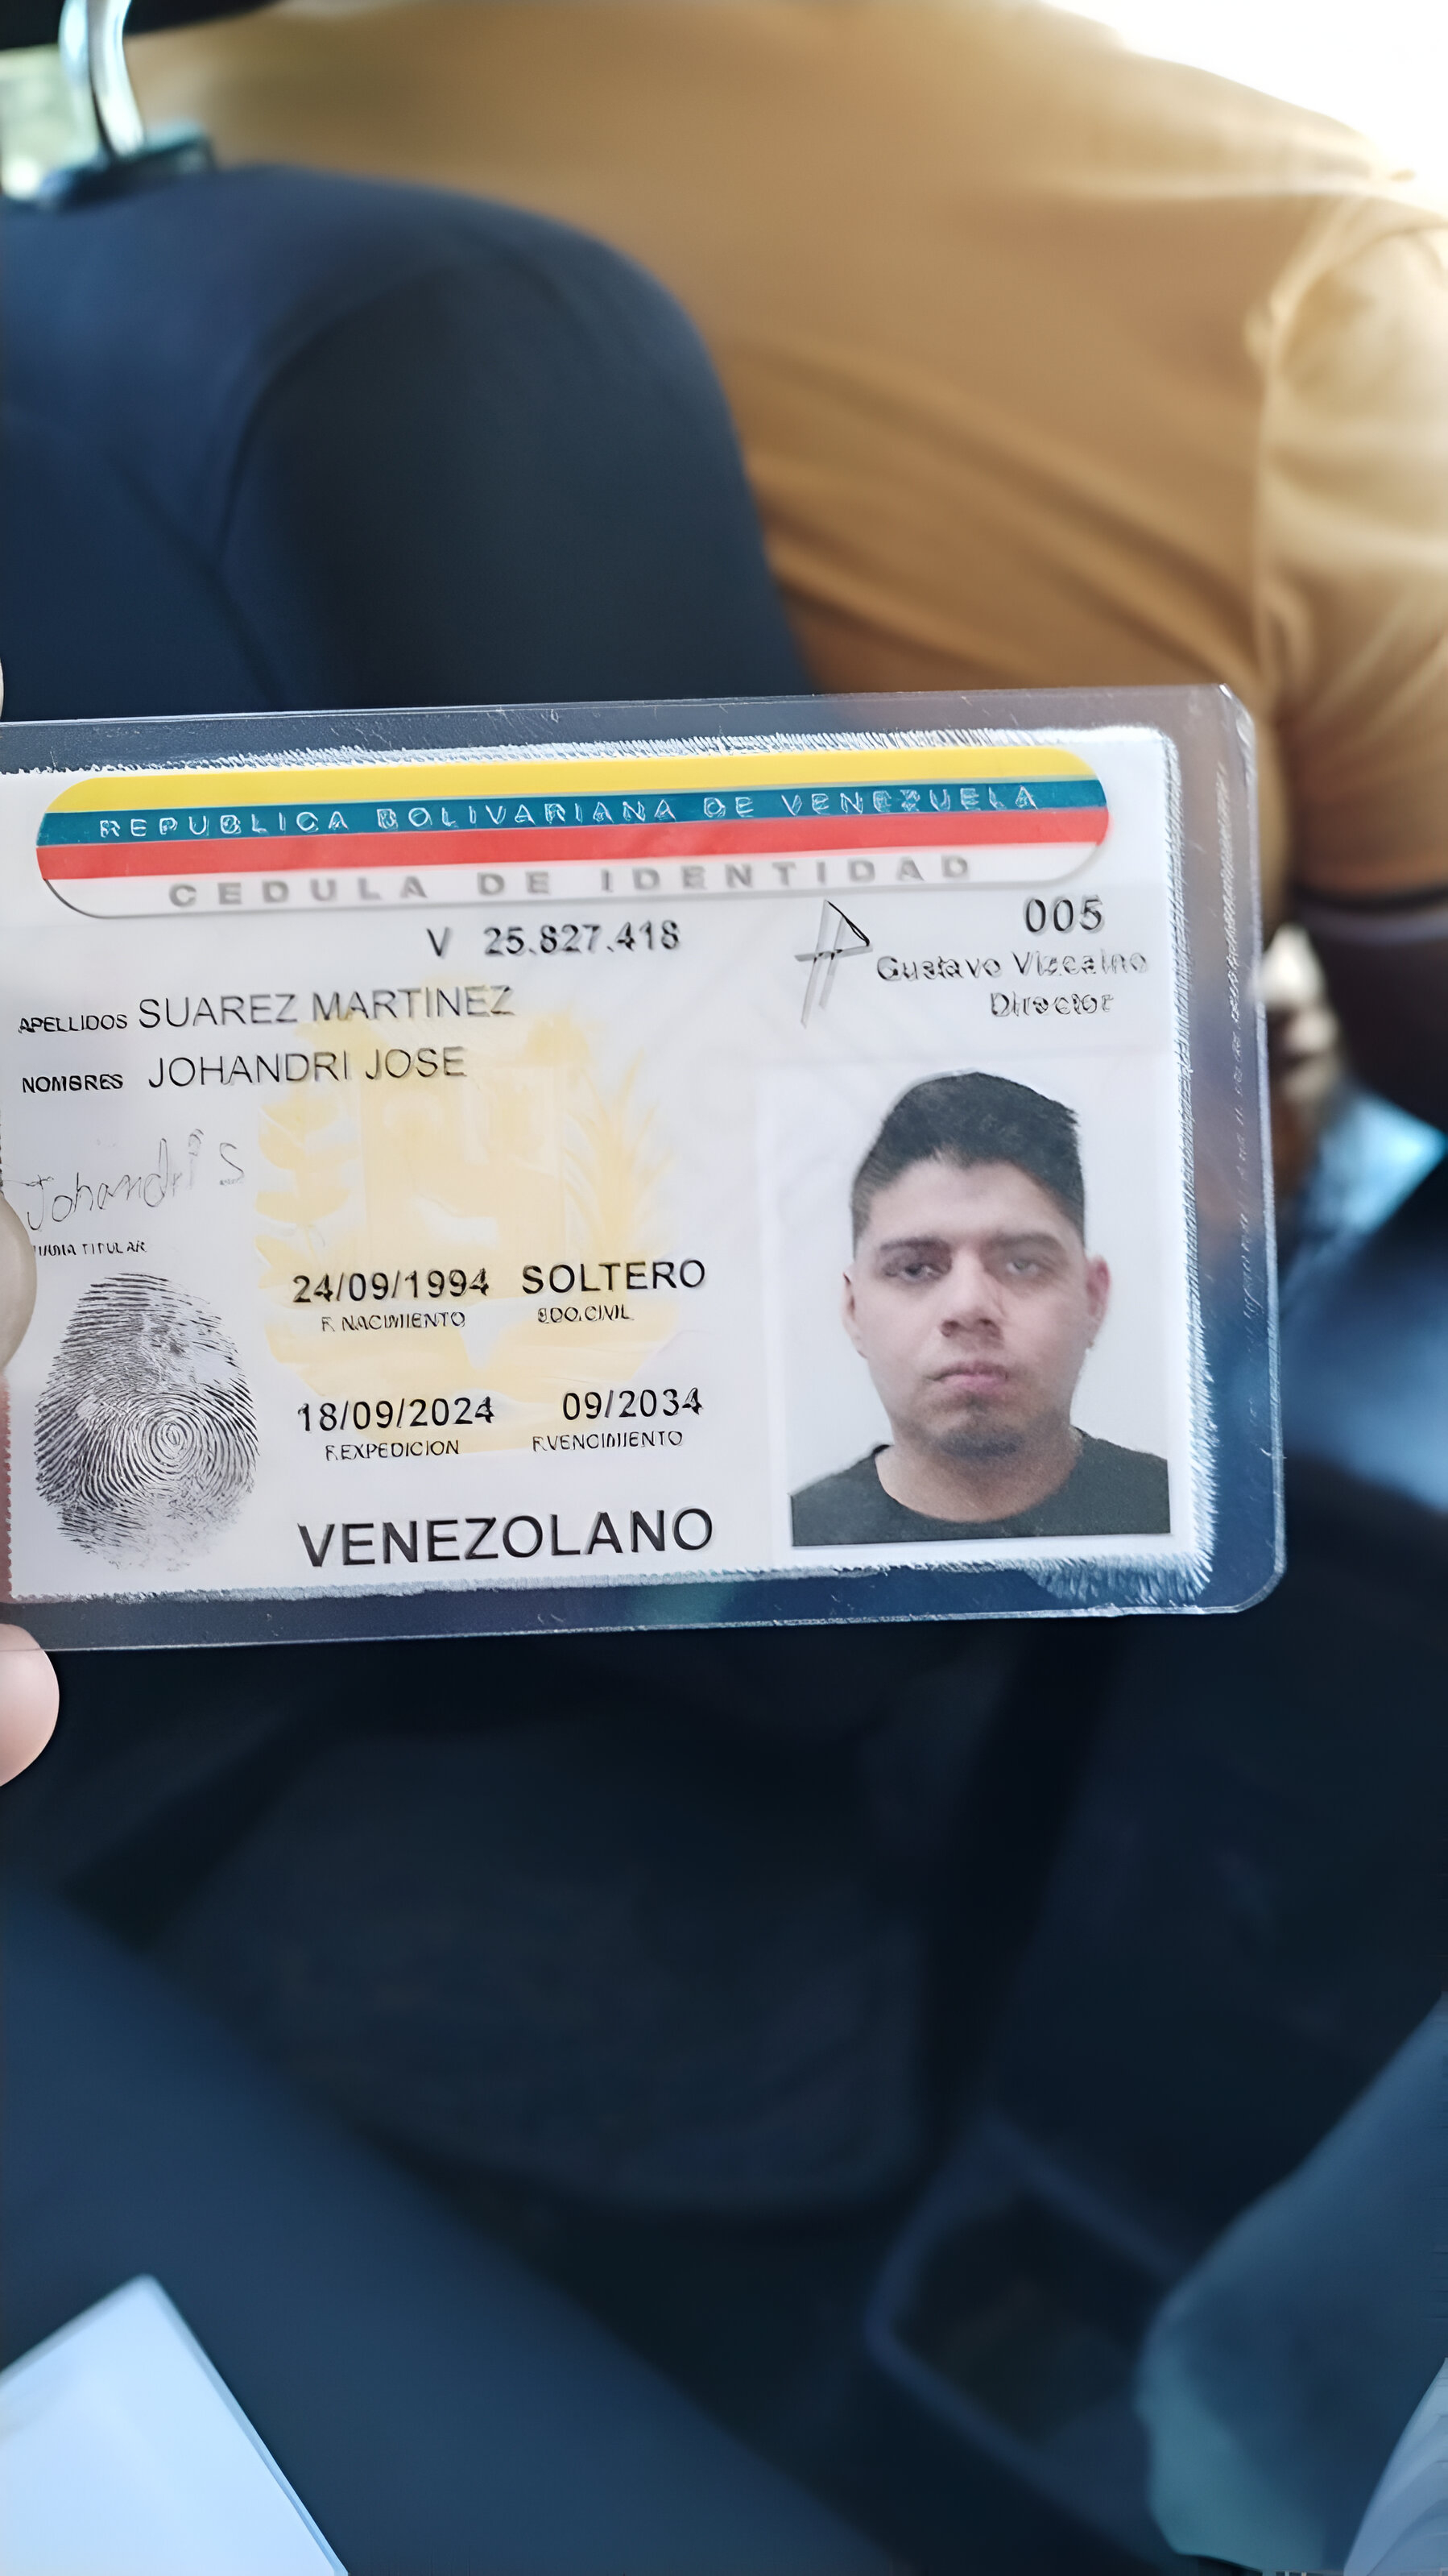 REPUBLICA BOLIVARIANA DE VENEZUELA
CEDULA DE IDENTIDAD
V 25.827.418
005
Gustavo Vizcaino
Director
APELLIDOS SUAREZ MARTINEZ
NOMBRES JOHANDRI JOSE
Johandri S
TITULAR
24/09/1994 SOLTERO
F. NACIMIENTO EDO.CIVIL
18/09/2024 09/2034
F.EXPEDICION F.VENCIMIENTO
VENEZOLANO